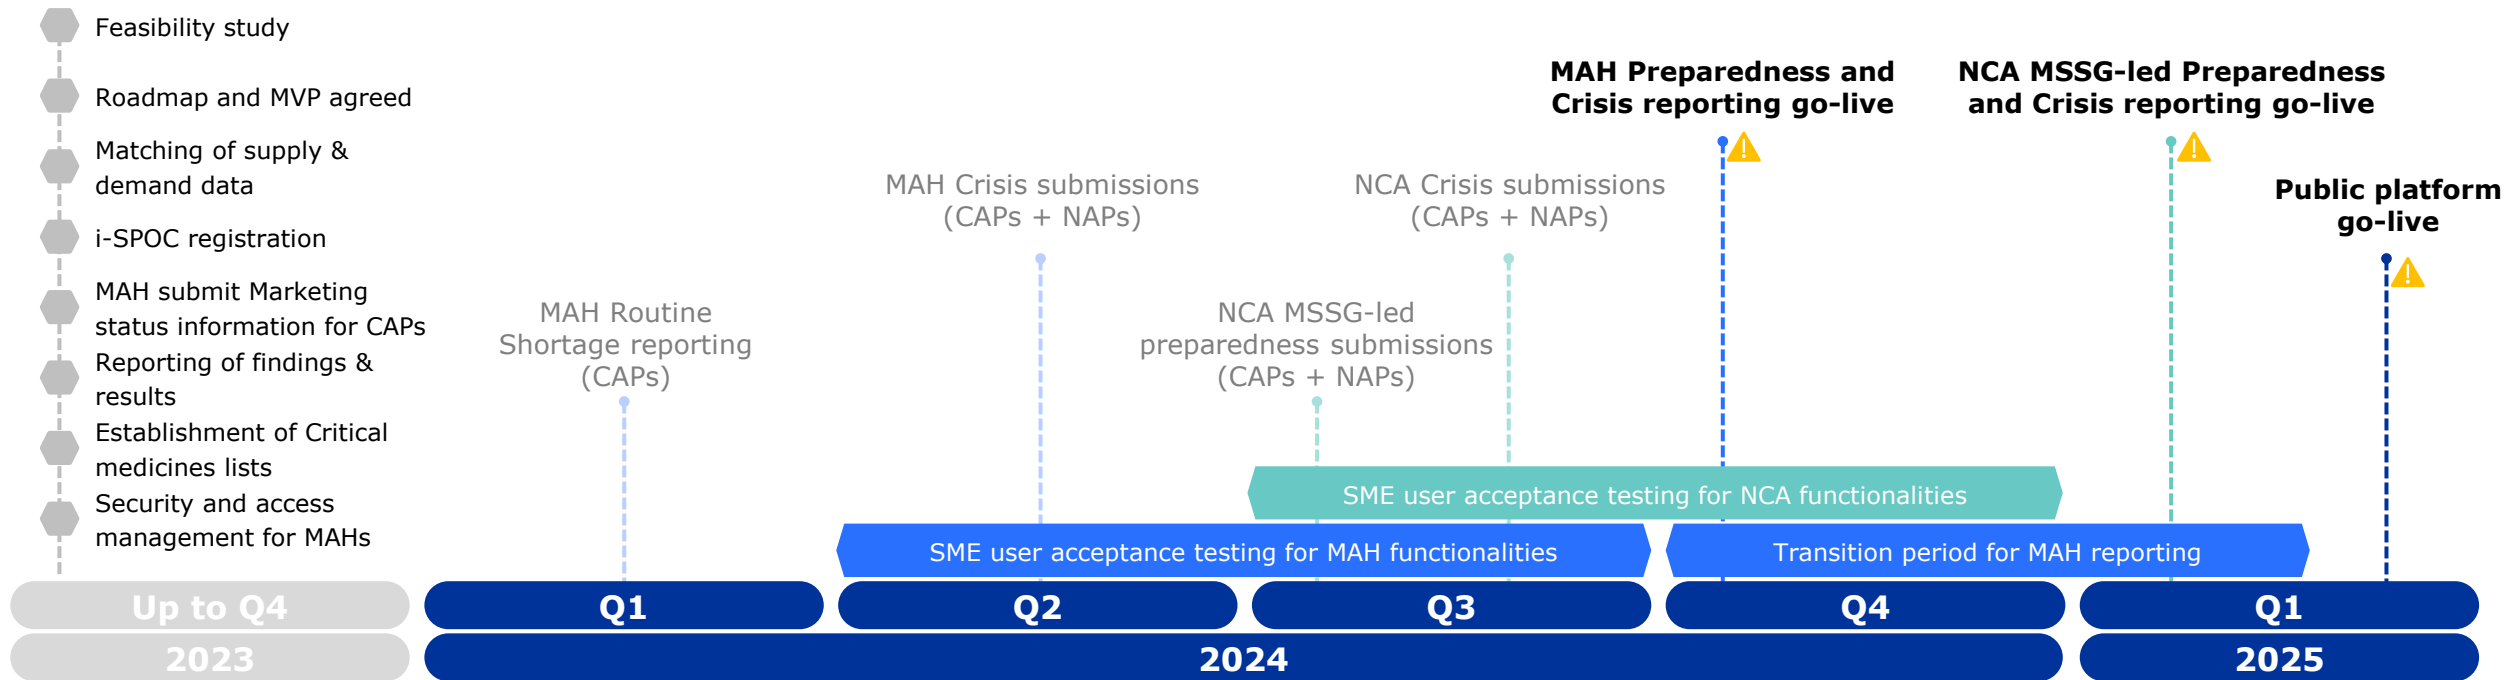 Feasibility study
Roadmap and MVP agreed
Matching of supply &
demand data
i-SPOC registration
MAH submit Marketing
status information for CAPs
Reporting of findings &
results
Establishment of Critical
medicines lists
Security and access
management for MAHs
MAH Routine
Shortage reporting
(CAPs)
MAH Crisis submissions
(CAPs + NAPs)
NCA MSSG-led
preparedness submissions
(CAPs + NAPs)
NCA Crisis submissions
(CAPs + NAPs)
MAH Preparedness and
Crisis reporting go-live
NCA MSSG-led Preparedness
and Crisis reporting go-live
Public platform
go-live
SME user acceptance testing for NCA functionalities
SME user acceptance testing for MAH functionalities
Transition period for MAH reporting
Up to Q4
Q1
Q2
Q3
Q4
Q1
2023
2024
2025